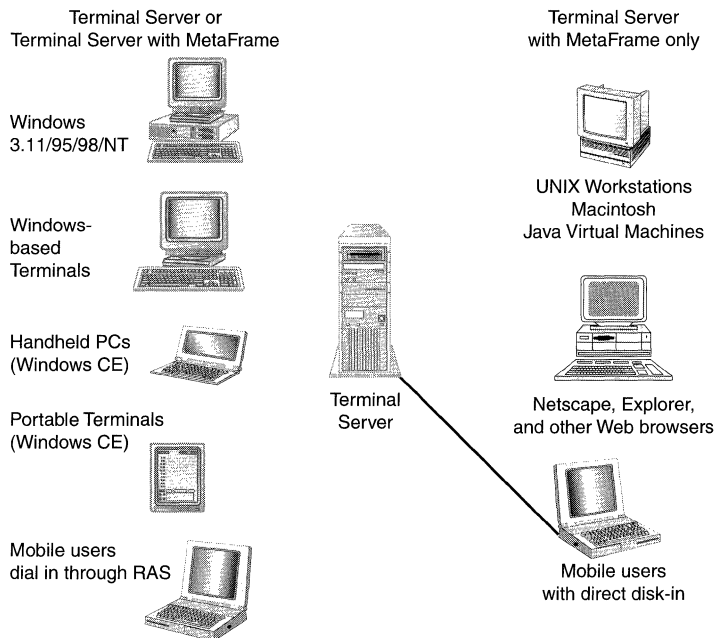 Terminal Server or
Terminal Server with MetaFrame
Windows
3.11/95/98/NT
Windows-
based
Terminals
Handheld PCs
(Windows CE)
Portable Terminals
(Windows CE)
Mobile users
dial in through RAS
Terminal
Server
Terminal Server
with MetaFrame only
UNIX Workstations
Macintosh
Java Virtual Machines
Netscape, Explorer,
and other Web browsers
Mobile users
with direct disk-in